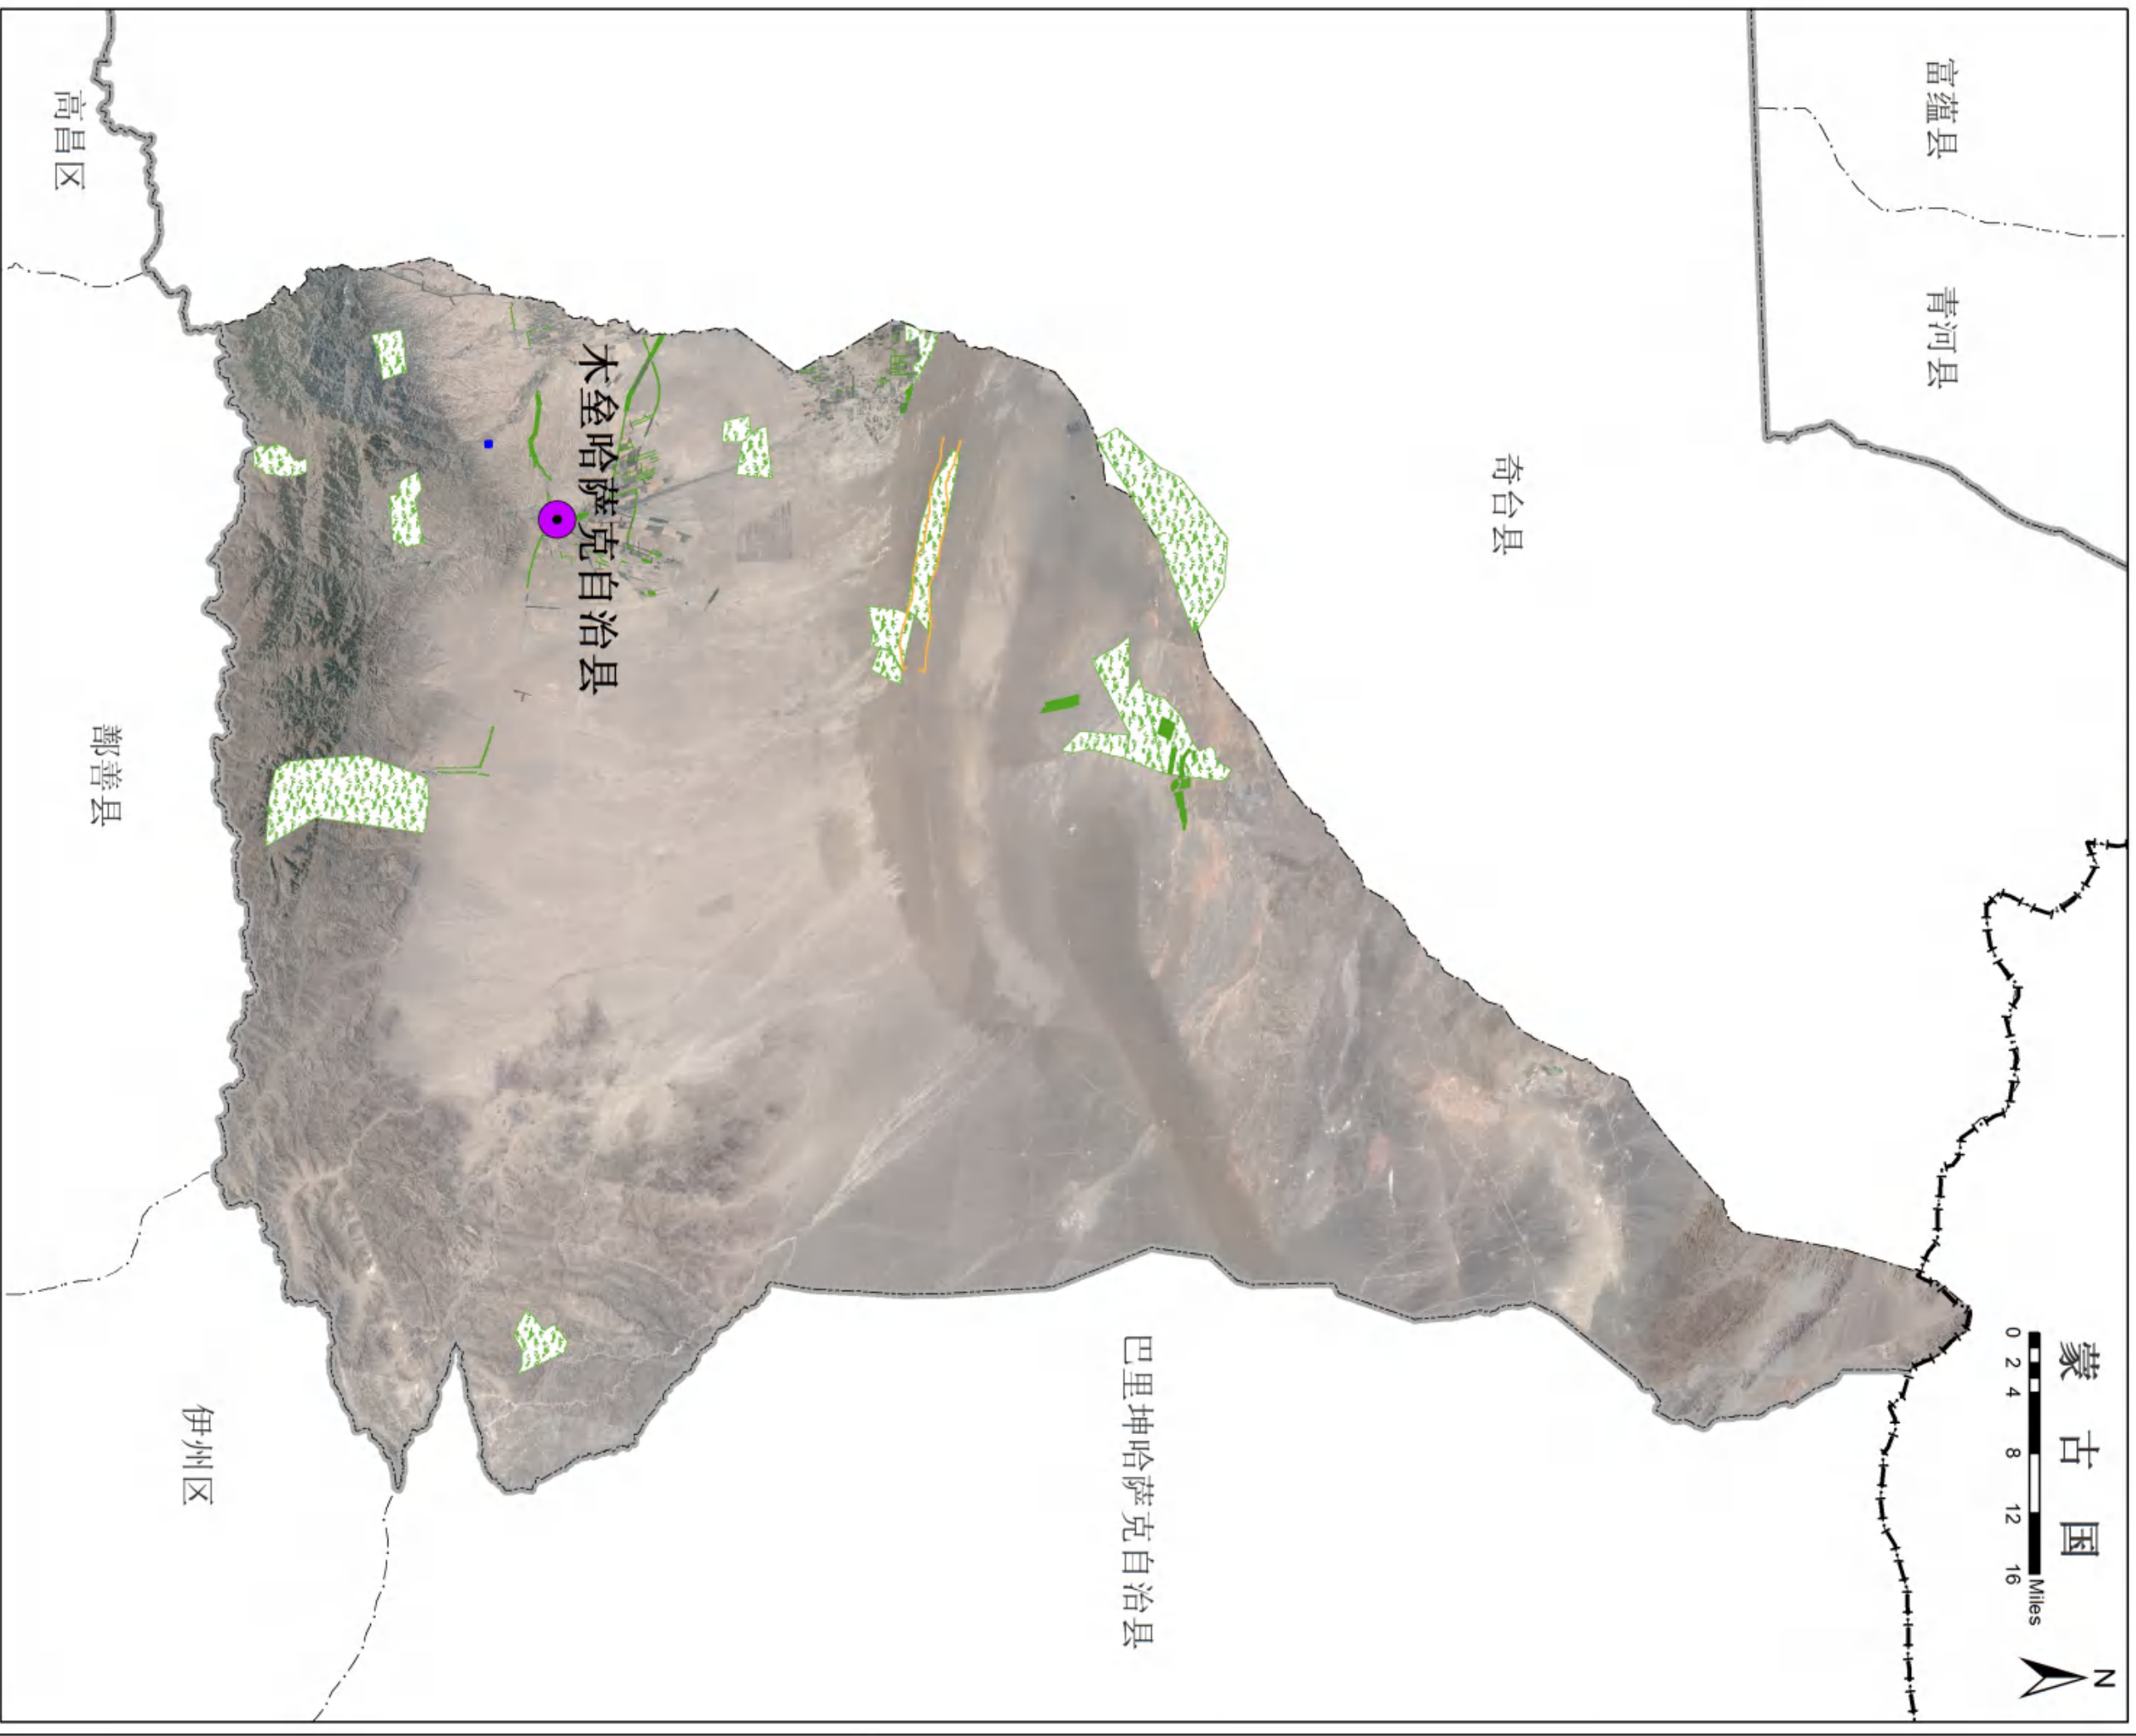 富蕴县
青河县
蒙古国
0 2 4 8 12 16 Miles
N
奇台县
巴里坤哈萨克自治县
木垒哈萨克自治县
高昌区
鄯善县
伊州区